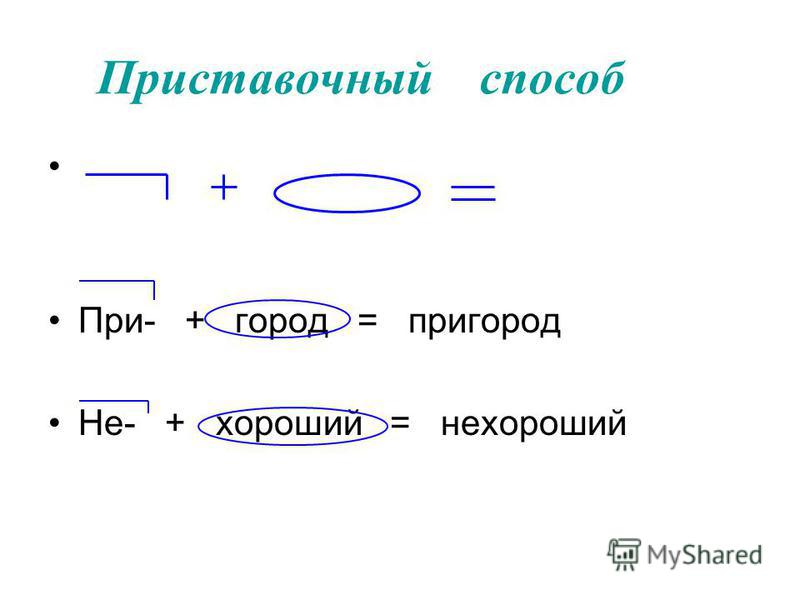 Приставочный способ
• + =
• При- + город = пригород
• Не- + хороший = нехороший
MyShared